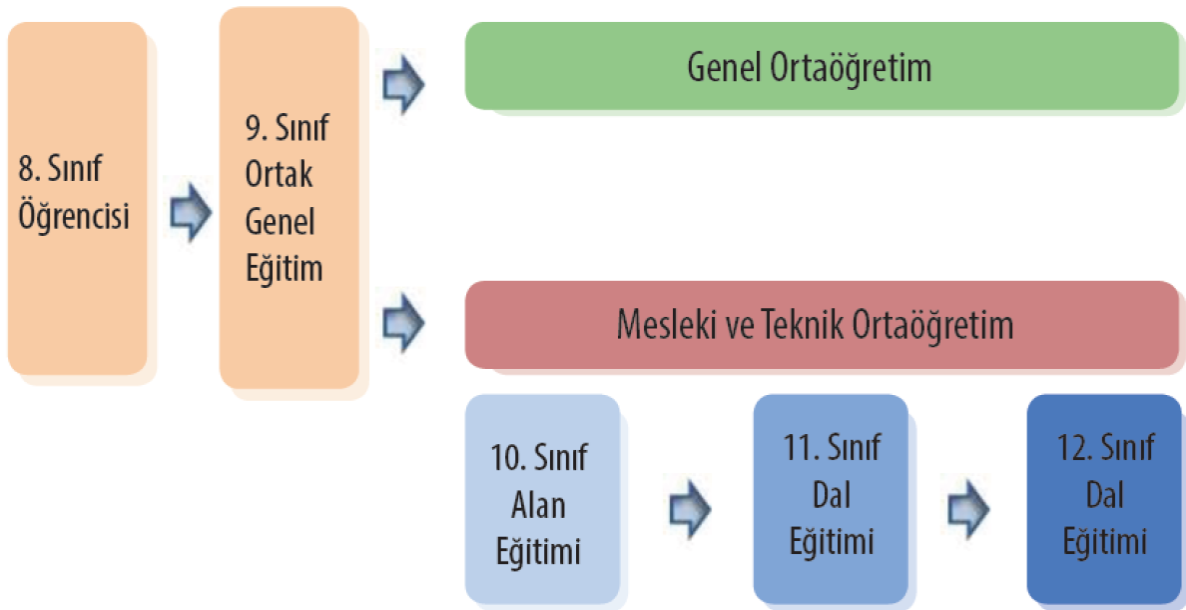 8. Sınıf
Öğrencisi
9. Sınıf
Ortak
Genel
Eğitim
Genel Ortaöğretim
Mesleki ve Teknik Ortaöğretim
10. Sınıf
Alan
Eğitimi
11. Sınıf
Dal
Eğitimi
12. Sınıf
Dal
Eğitimi